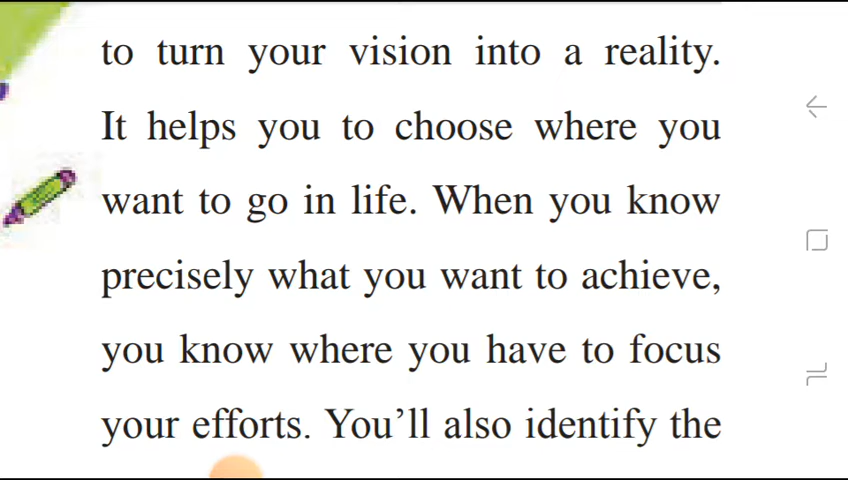 to turn your vision into a reality.
It helps you to choose where you
want to go in life. When you know
precisely what you want to achieve,
you know where you have to focus
your efforts. You’ll also identify the